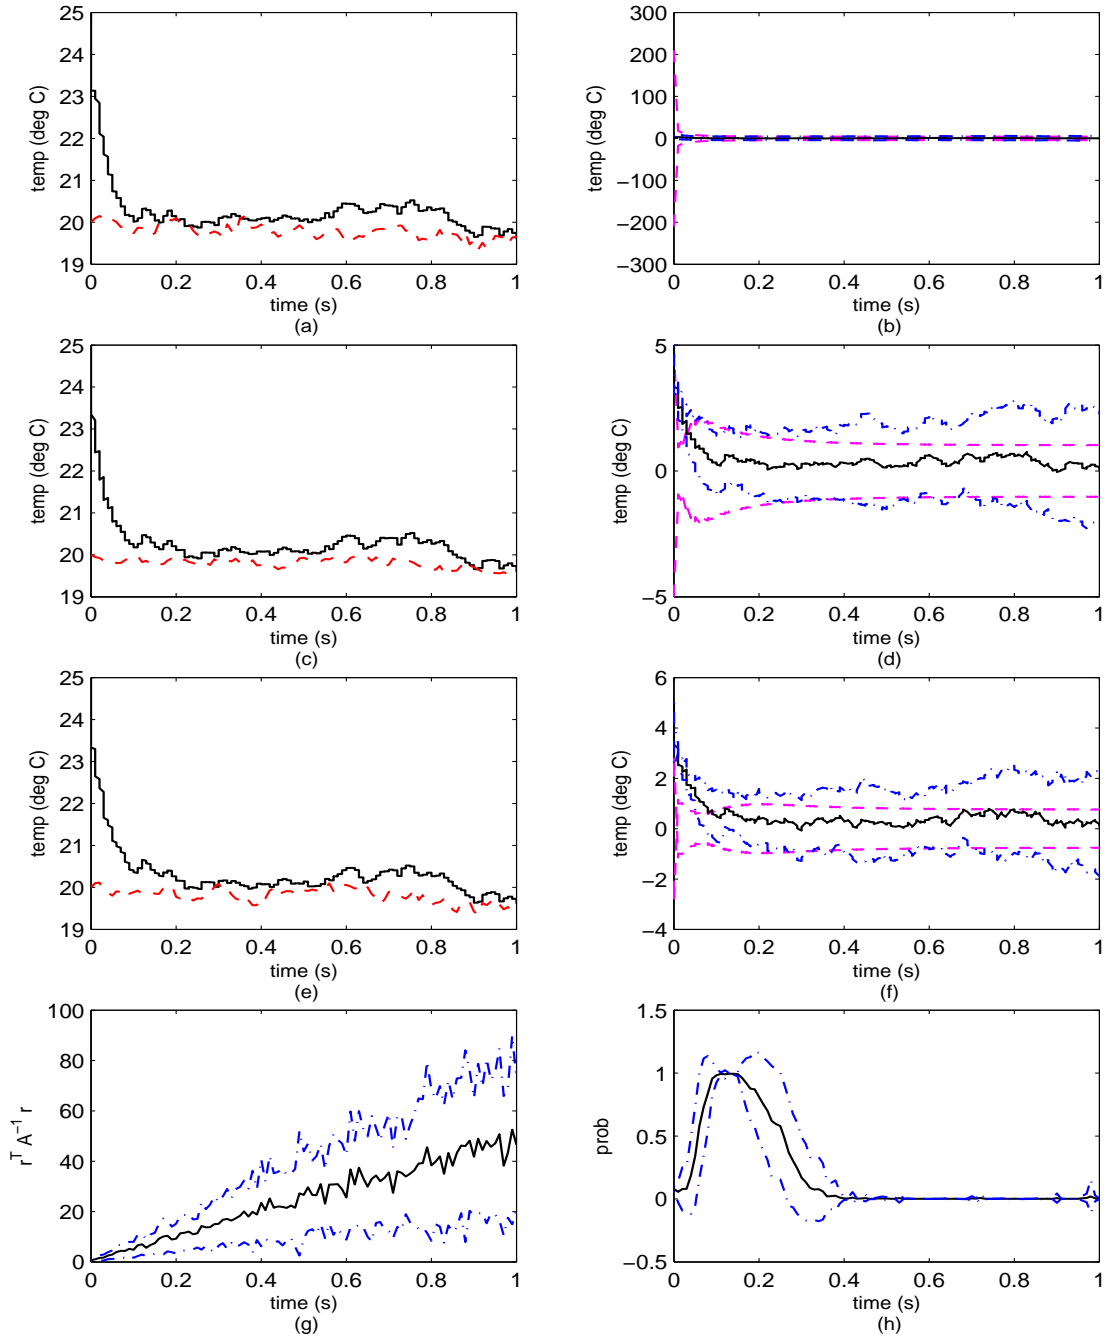 25
24
23
22
21
20
19
temp (deg C)
0 0.2 0.4 0.6 0.8 1
time (s)
(a)
300
200
100
0
−100
−200
−300
temp (deg C)
0 0.2 0.4 0.6 0.8 1
time (s)
(b)
25
24
23
22
21
20
19
temp (deg C)
0 0.2 0.4 0.6 0.8 1
time (s)
(c)
5
0
−5
temp (deg C)
0 0.2 0.4 0.6 0.8 1
time (s)
(d)
25
24
23
22
21
20
19
temp (deg C)
0 0.2 0.4 0.6 0.8 1
time (s)
(e)
6
4
2
0
−2
−4
temp (deg C)
0 0.2 0.4 0.6 0.8 1
time (s)
(f)
100
80
60
40
20
0
r^T A^−1 r
0 0.2 0.4 0.6 0.8 1
time (s)
(g)
1.5
1
0.5
0
−0.5
prob
0 0.2 0.4 0.6 0.8 1
time (s)
(h)